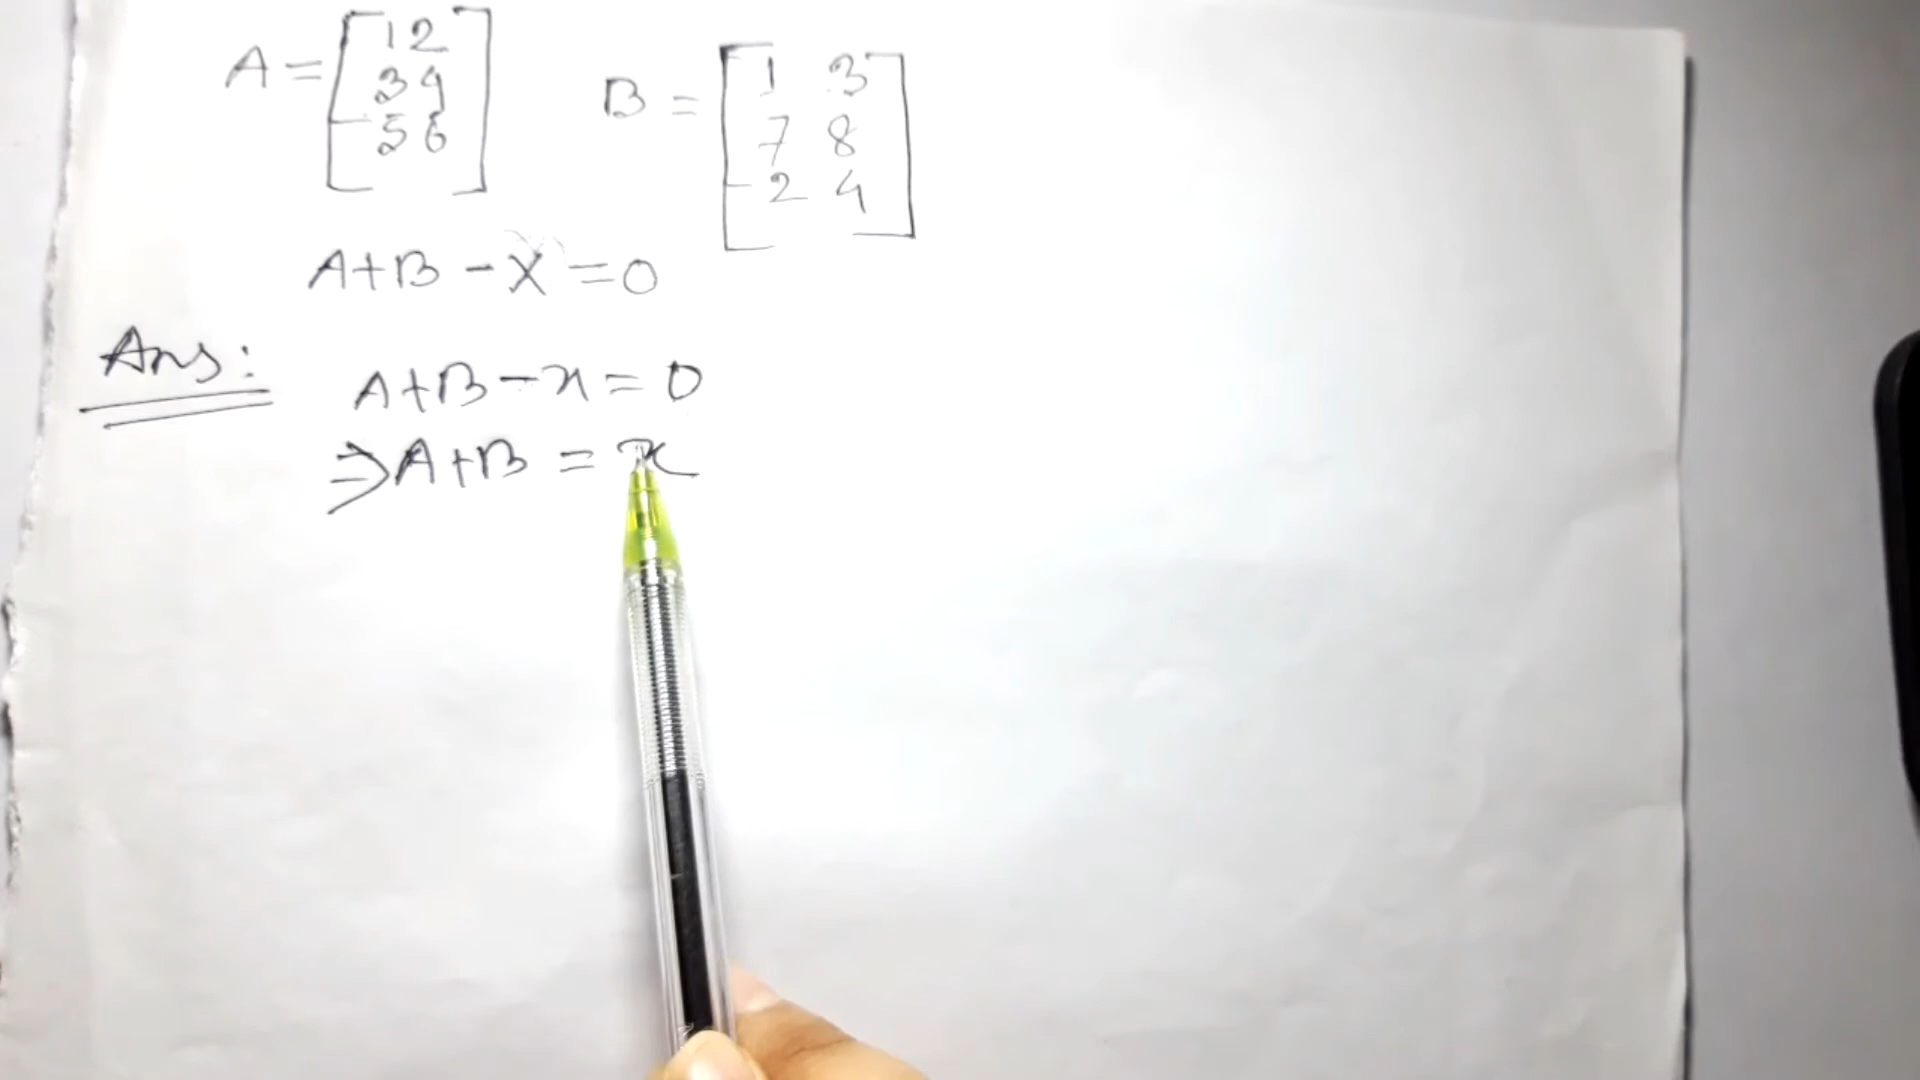 A = [ 1 2
3 4
-5 6 ]
B = [ 1 3
7 8
-2 4 ]
A+B-X=0
Ans: A+B-x=0
⇒A+B = x